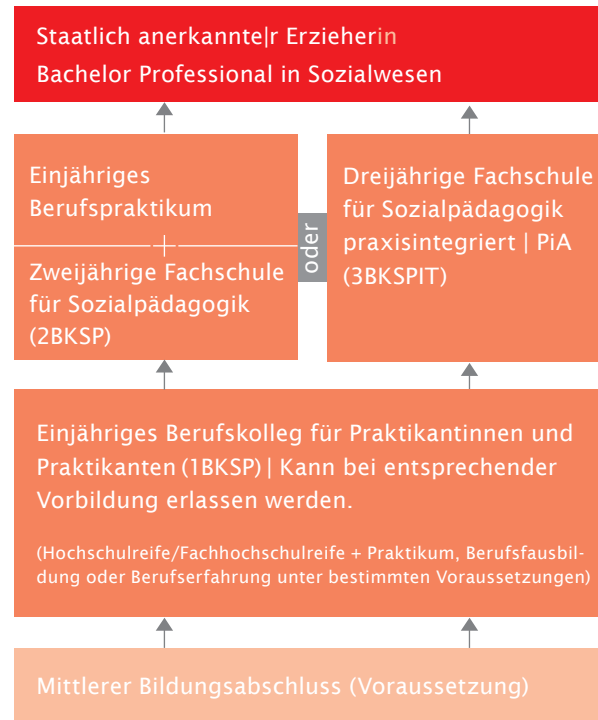 Staatlich anerkannte|r Erzieherin
Bachelor Professional in Sozialwesen
Einjähriges
Berufspraktikum
Zweijährige Fachschule
für Sozialpädagogik
(2BKSP)
oder
Dreijährige Fachschule
für Sozialpädagogik
praxisintegriert | PiA
(3BKSPIT)
Einjähriges Berufskolleg für Praktikantinnen und
Praktikanten (1BKSP) | Kann bei entsprechender
Vorbildung erlassen werden.
(Hochschulreife/Fachhochschulreife + Praktikum, Berufsfausbil-
dung oder Berufserfahrung unter bestimmten Voraussetzungen)
Mittlerer Bildungsabschluss (Voraussetzung)